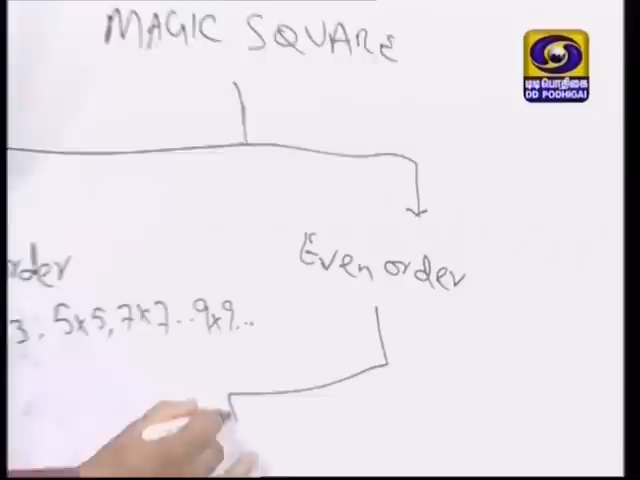 MAGIC SQUARE
டிடி பொதிகை
DD PODHIGAI
Even order
rder
3, 5x5, 7x7..9x9...